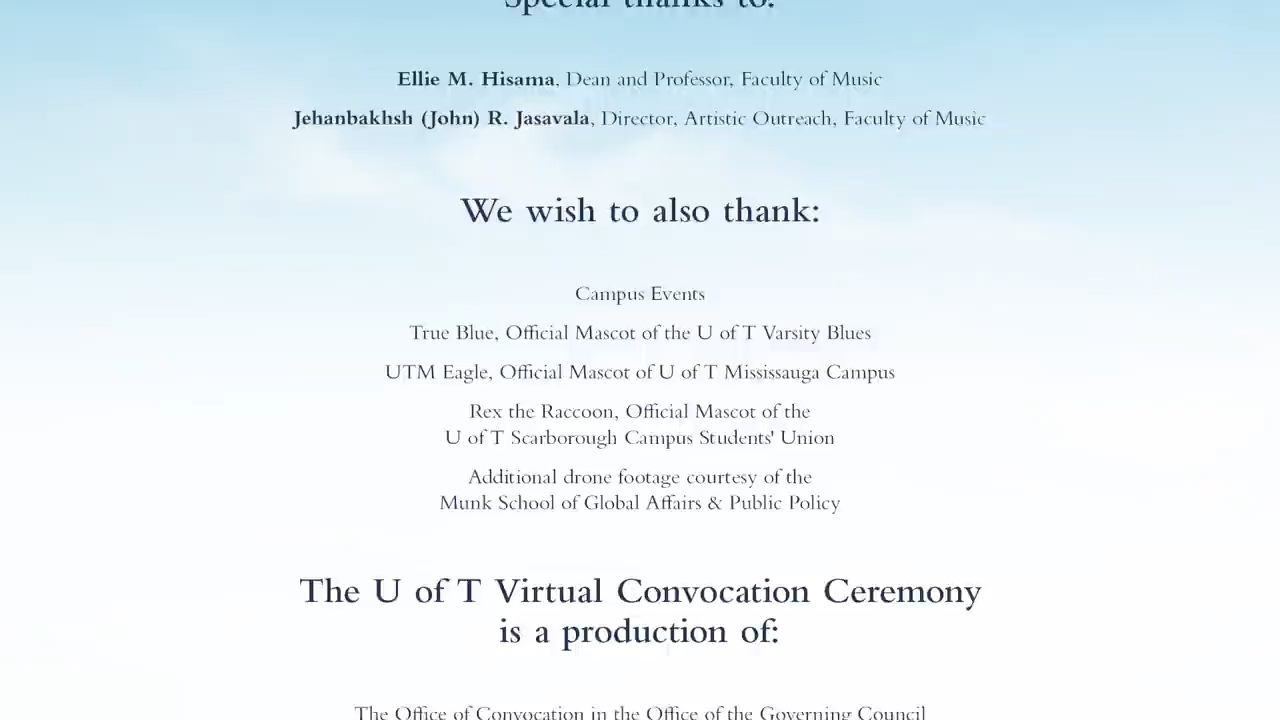 Special thanks to:
Ellie M. Hisama, Dean and Professor, Faculty of Music
Jehanbakhsh (John) R. Jasavala, Director, Artistic Outreach, Faculty of Music
We wish to also thank:
Campus Events
True Blue, Official Mascot of the U of T Varsity Blues
UTM Eagle, Official Mascot of U of T Mississauga Campus
Rex the Raccoon, Official Mascot of the
U of T Scarborough Campus Students' Union
Additional drone footage courtesy of the
Munk School of Global Affairs & Public Policy
The U of T Virtual Convocation Ceremony
is a production of:
The Office of Convocation in the Office of the Governing Council